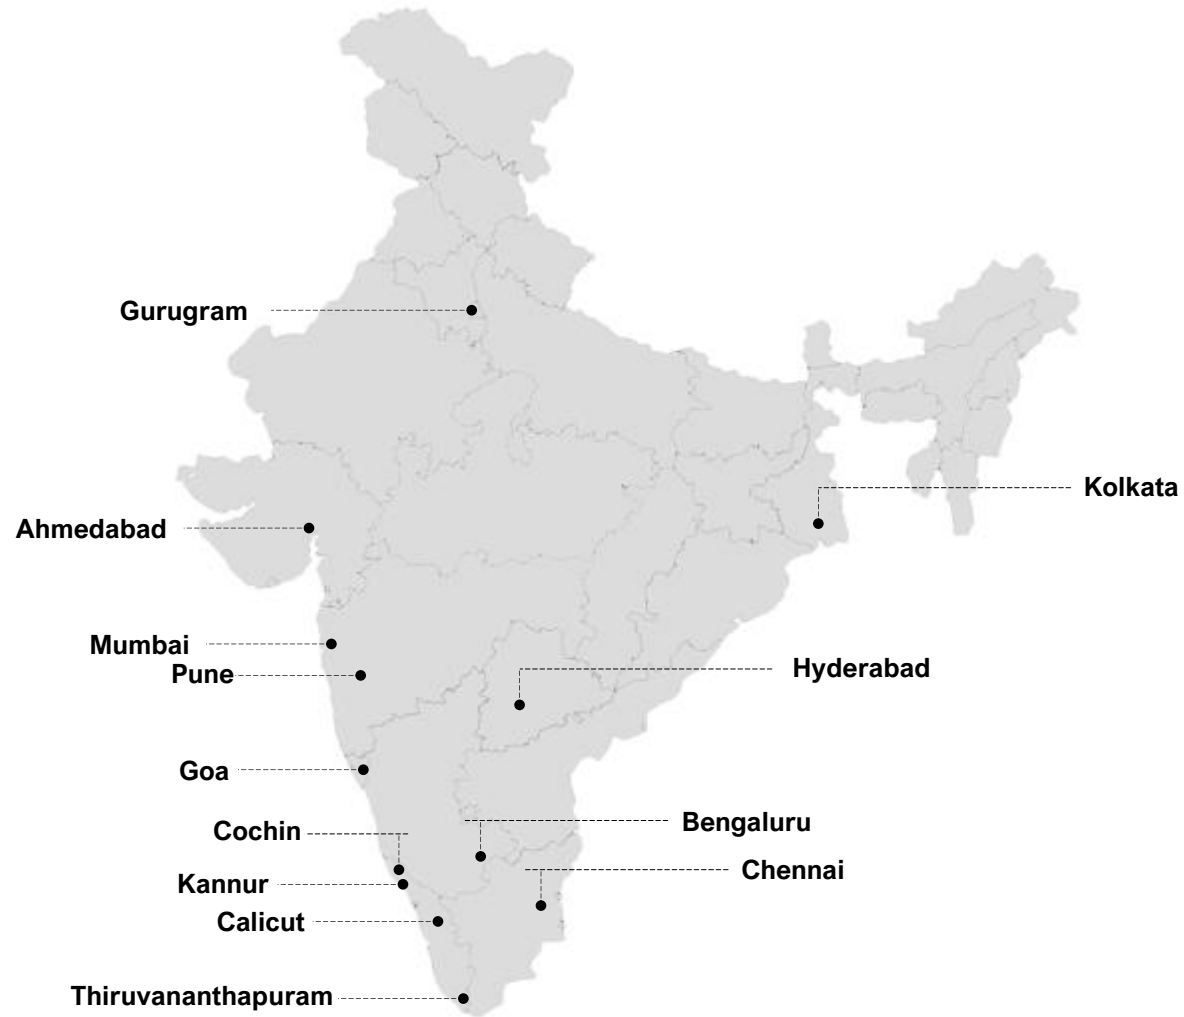 Gurugram
Kolkata
Ahmedabad
Mumbai
Hyderabad
Pune
Goa
Bengaluru
Cochin
Chennai
Kannur
Calicut
Thiruvananthapuram